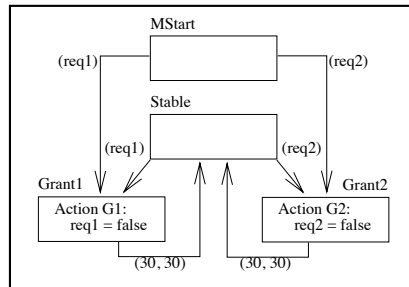 MStart
(req1)
(req2)
Stable
(req1)
(req2)
Grant1
Grant2
Action G1:
req1 = false
Action G2:
req2 = false
(30, 30)
(30, 30)